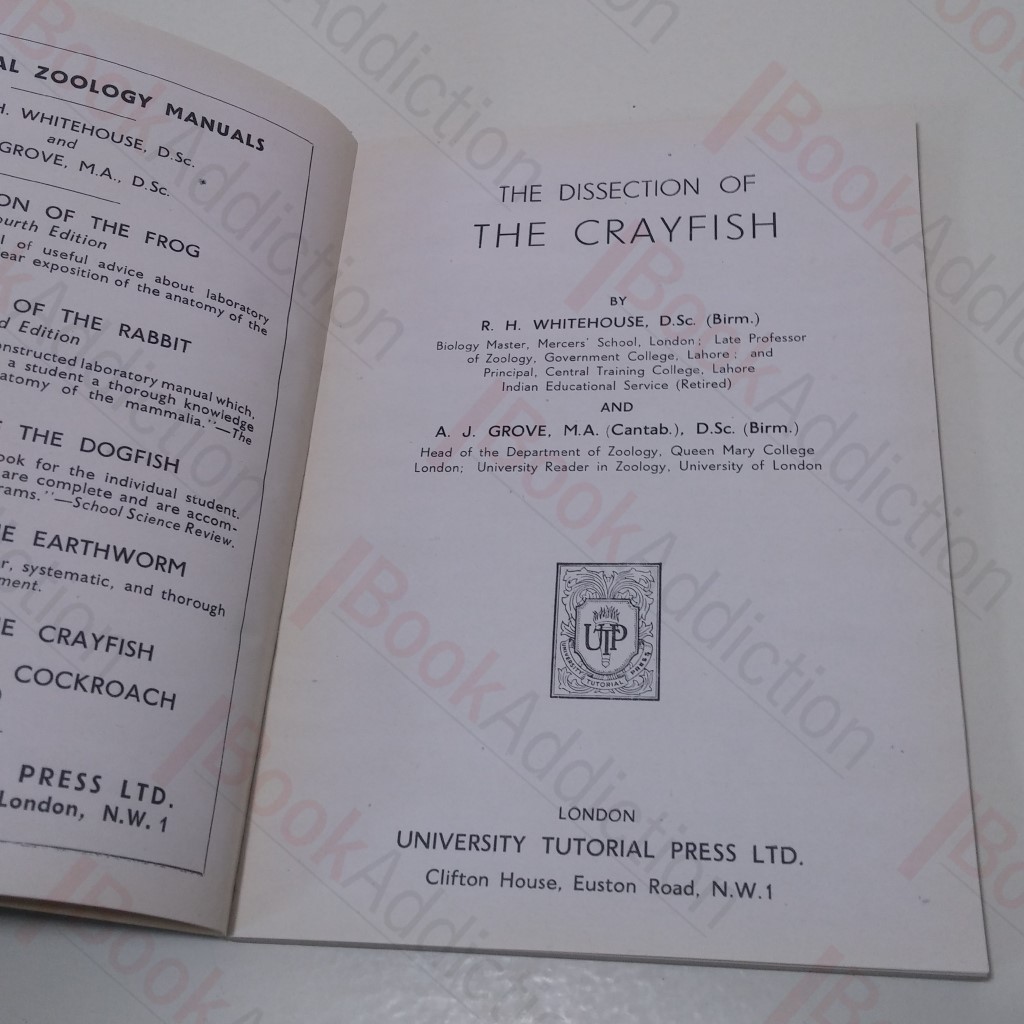 AL ZOOLOGY MANUALS
H. WHITEHOUSE, D.Sc.
and
GROVE, M.A., D.Sc.
ON OF THE FROG
ourth Edition
l of useful advice about laboratory
ear exposition of the anatomy of the
OF THE RABBIT
d Edition
nstructed laboratory manual which,
a student a thorough knowledge
atomy of the mammalia."—The
THE DOGFISH
ook for the individual student.
are complete and are accom-
rams."—School Science Review.
E EARTHWORM
r, systematic, and thorough
ment.
E CRAYFISH
COCKROACH
PRESS LTD.
London, N.W. 1
THE DISSECTION OF
THE CRAYFISH
BY
R. H. WHITEHOUSE, D.Sc. (Birm.)
Biology Master, Mercers' School, London; Late Professor
of Zoology, Government College, Lahore; and
Principal, Central Training College, Lahore
Indian Educational Service (Retired)
AND
A. J. GROVE, M.A. (Cantab.), D.Sc. (Birm.)
Head of the Department of Zoology, Queen Mary College
London; University Reader in Zoology, University of London
UTP
UNIVERSITY TUTORIAL PRESS
LONDON
UNIVERSITY TUTORIAL PRESS LTD.
Clifton House, Euston Road, N.W.1
BookAddiction